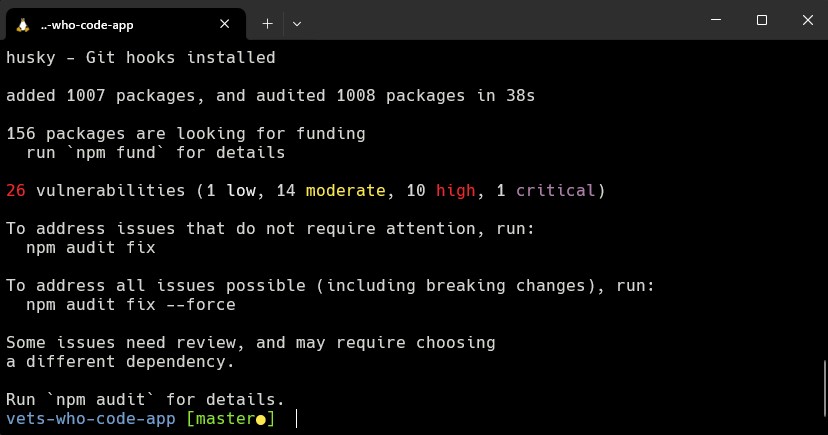 ..-who-code-app
husky - Git hooks installed
added 1007 packages, and audited 1008 packages in 38s
156 packages are looking for funding
  run `npm fund` for details
26 vulnerabilities (1 low, 14 moderate, 10 high, 1 critical)
To address issues that do not require attention, run:
  npm audit fix
To address all issues possible (including breaking changes), run:
  npm audit fix --force
Some issues need review, and may require choosing
a different dependency.
Run `npm audit` for details.
vets-who-code-app [master●]